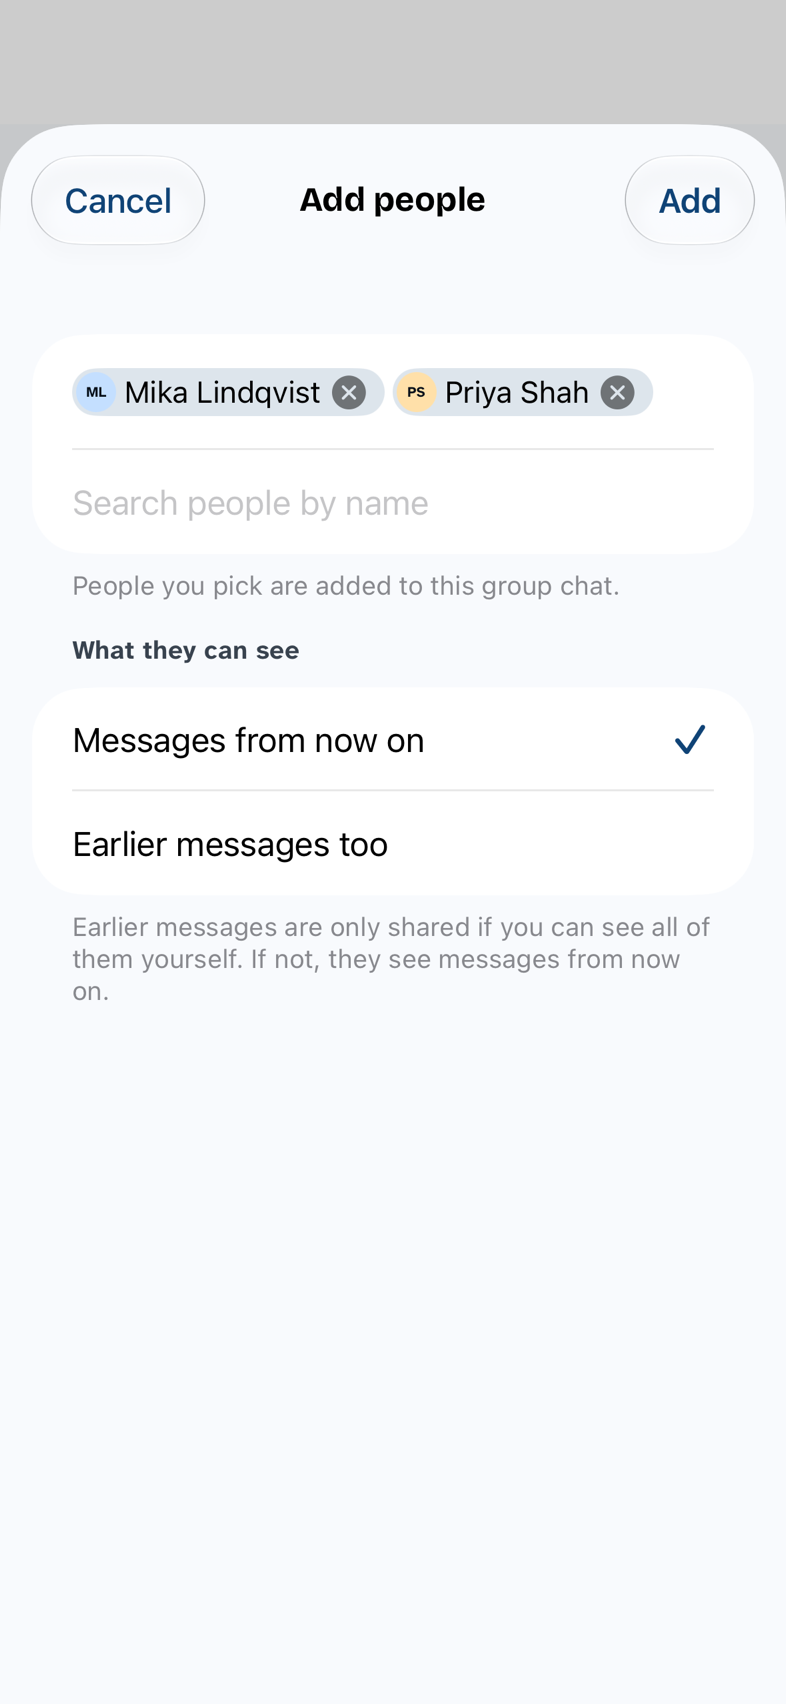 Cancel
Add people
Add
ML Mika Lindqvist
PS Priya Shah
Search people by name
People you pick are added to this group chat.
What they can see
Messages from now on
Earlier messages too
Earlier messages are only shared if you can see all of
them yourself. If not, they see messages from now
on.